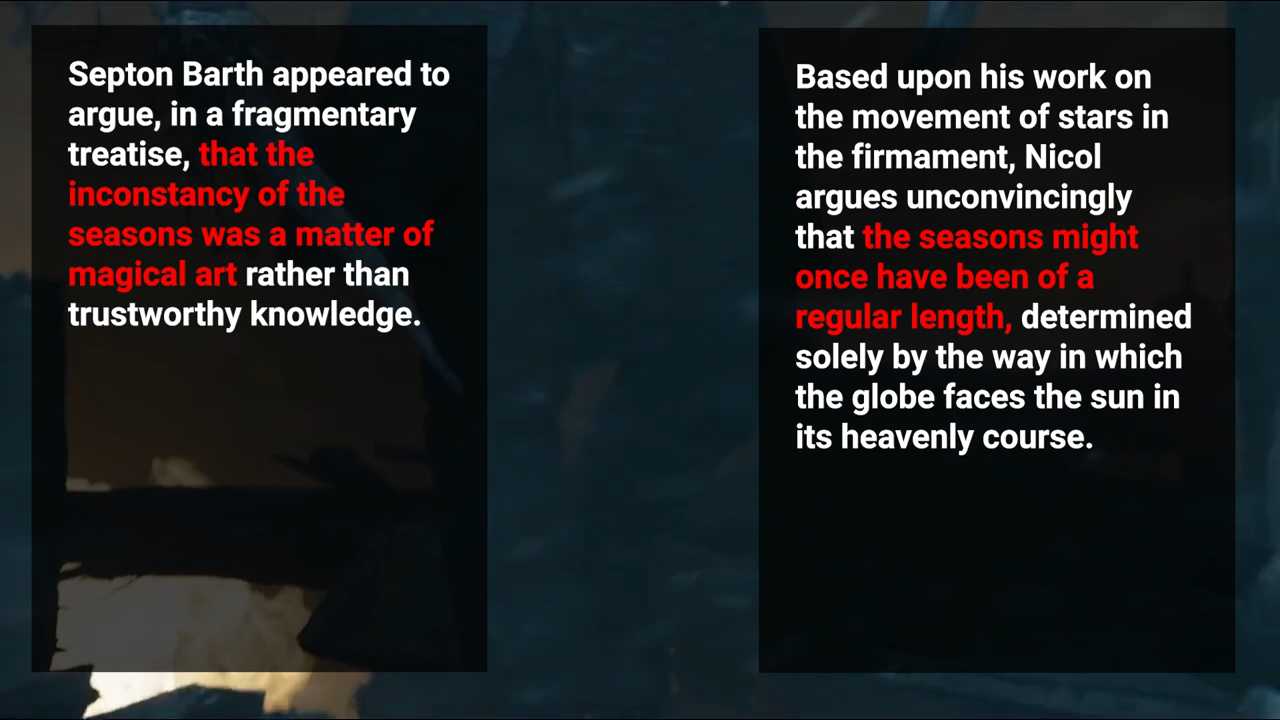 Septon Barth appeared to
argue, in a fragmentary
treatise, that the
inconstancy of the
seasons was a matter of
magical art rather than
trustworthy knowledge.
Based upon his work on
the movement of stars in
the firmament, Nicol
argues unconvincingly
that the seasons might
once have been of a
regular length, determined
solely by the way in which
the globe faces the sun in
its heavenly course.